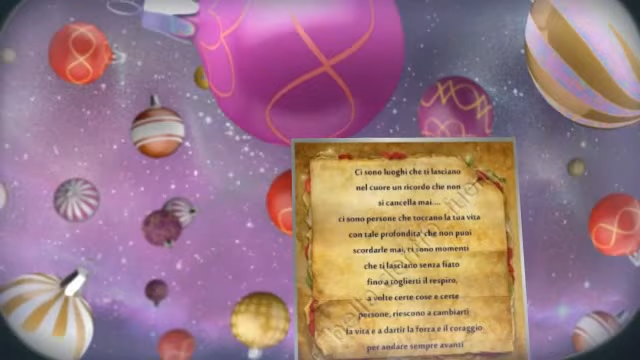 Ci sono luoghi che ti lasciano
nel cuore un ricordo che non
si cancella mai....
ci sono persone che toccano la tua vita
con tale profondita' che non puoi
scordarle mai, ci sono momenti
che ti lasciano senza fiato
fino a toglierti il respiro,
a volte certe cose e certe
persone, riescono a cambiarti
la vita e a dartir la forca e il coraggio
per andare sempre avanti